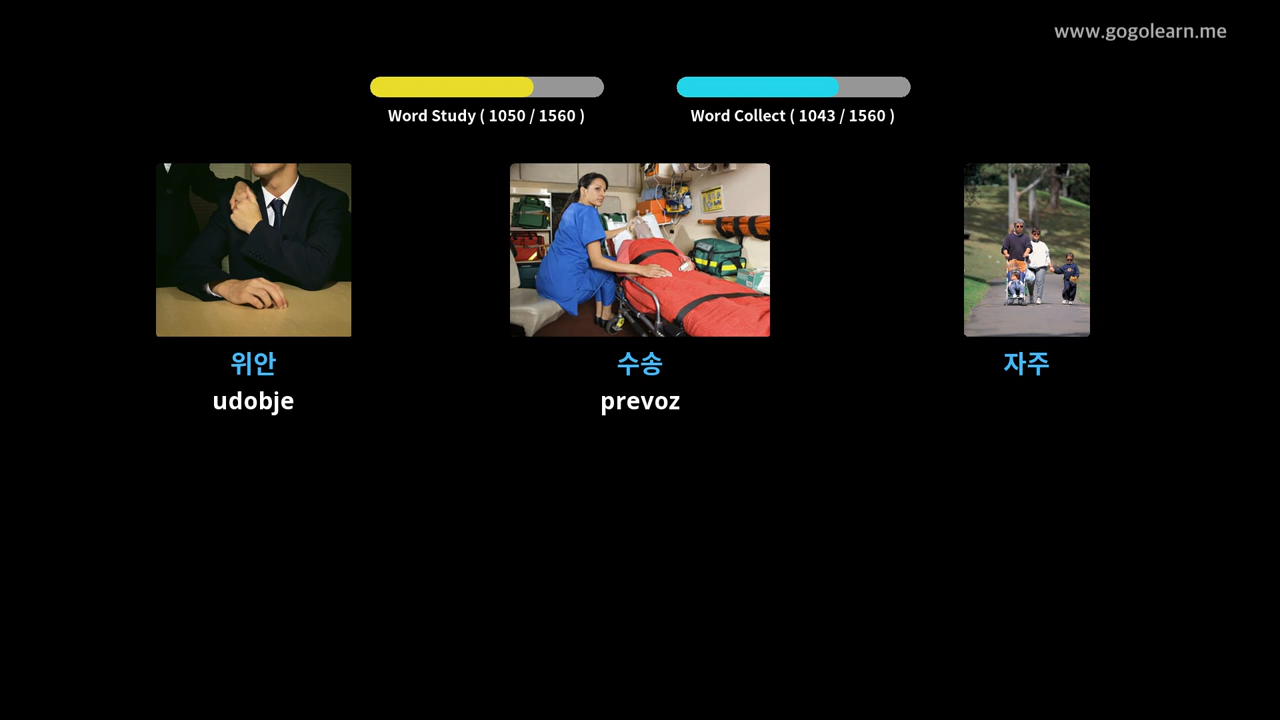 www.gogolearn.me
Word Study ( 1050 / 1560 )
Word Collect ( 1043 / 1560 )
위안
udobje
수송
prevoz
자주